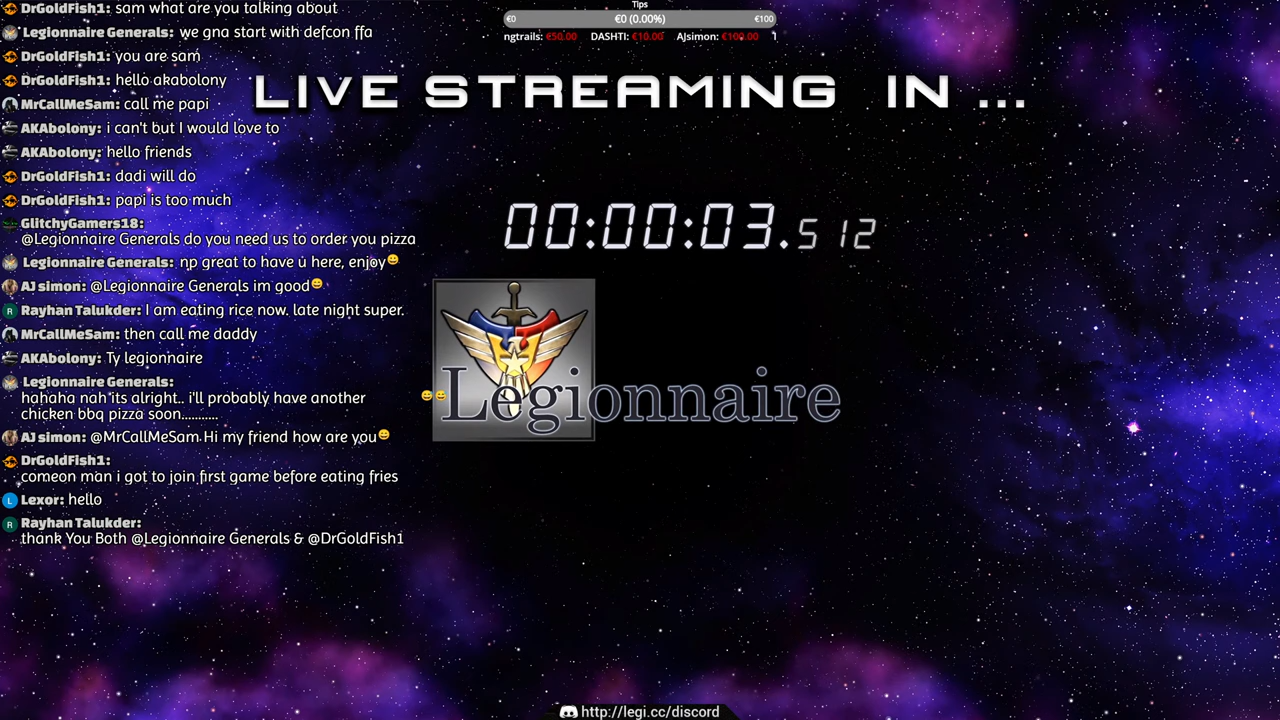 DrGoldFish1: sam what are you talking about
Legionnaire Generals: we gna start with defcon ffa
DrGoldFish1: you are sam
DrGoldFish1: hello akabolony
MrCallMeSam: call me papi
AKAbolony: i can't but I would love to
AKAbolony: hello friends
DrGoldFish1: dadi will do
DrGoldFish1: papi is too much
GlitchyGamers18:
@Legionnaire Generals do you need us to order you pizza
Legionnaire Generals: np great to have u here, enjoy😀
AJ simon: @Legionnaire Generals im good😀
R Rayhan Talukder: I am eating rice now. late night super.
MrCallMeSam: then call me daddy
AKAbolony: Ty legionnaire
Legionnaire Generals:
hahaha nah its alright.. i'll probably have another 😅😅
chicken bbq pizza soon...........
AJ simon: @MrCallMeSam Hi my friend how are you😀
DrGoldFish1:
comeon man i got to join first game before eating fries
L Lexor: hello
R Rayhan Talukder:
thank You Both @Legionnaire Generals & @DrGoldFish1
Tips
€0 €0 (0.00%) €100
ngtrails: €50.00 DASHTI: €10.00 AJsimon: €100.00
LIVE STREAMING IN ...
00:00:03.512
Legionnaire
http://legi.cc/discord